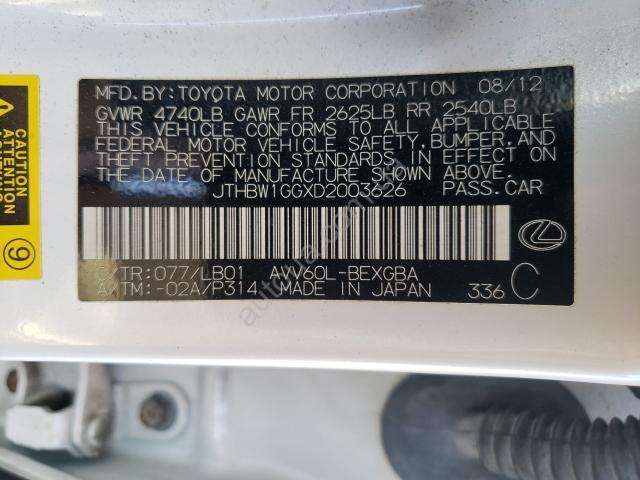 MFD.BY:TOYOTA MOTOR CORPORATION 08/12
GVWR 4740LB GAWR FR 2625LB RR 2540LB
THIS VEHICLE CONFORMS TO ALL APPLICABLE
FEDERAL MOTOR VEHICLE SAFETY,BUMPER,AND
THEFT PREVENTION STANDARDS IN EFFECT ON
THE DATE OF MANUFACTURE SHOWN ABOVE.
JTHBW1GGXD2003626 PASS.CAR
C/TR:077/LB01 AVV60L-BEXGBA
A/TM:-02A/P314 MADE IN JAPAN 336 C
9